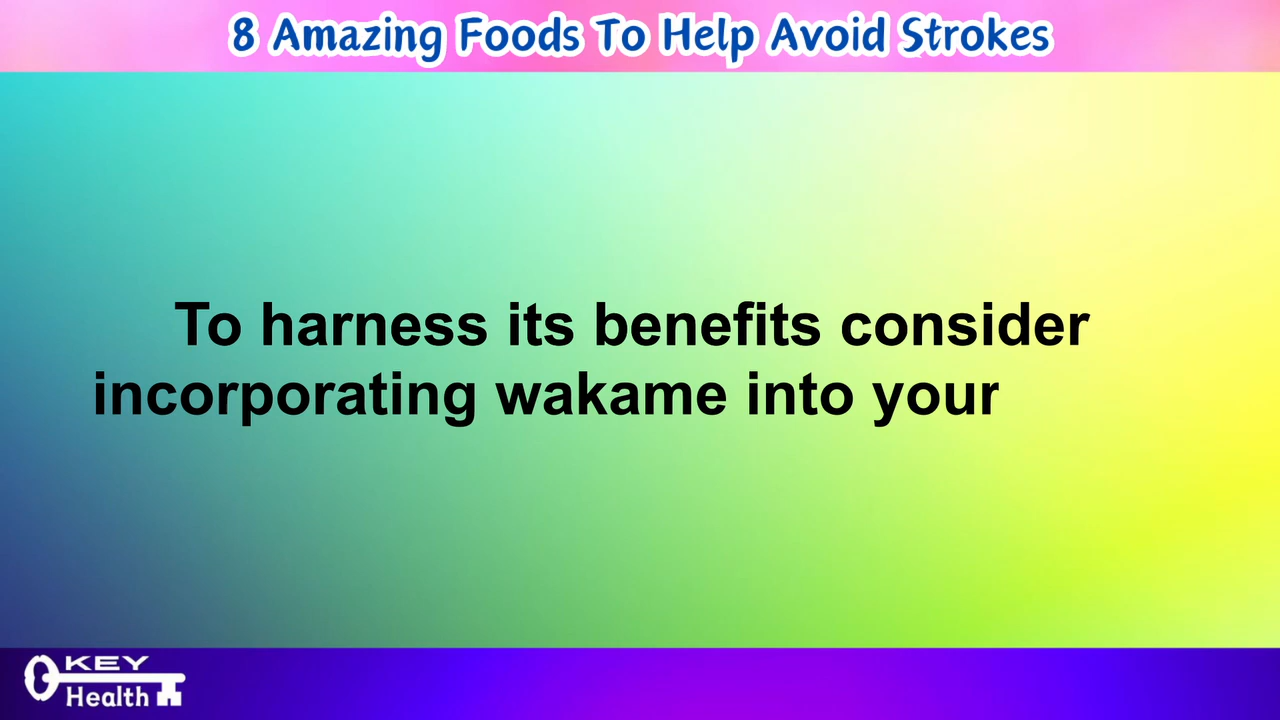 8 Amazing Foods To Help Avoid Strokes
To harness its benefits consider
incorporating wakame into your
KEY
Health